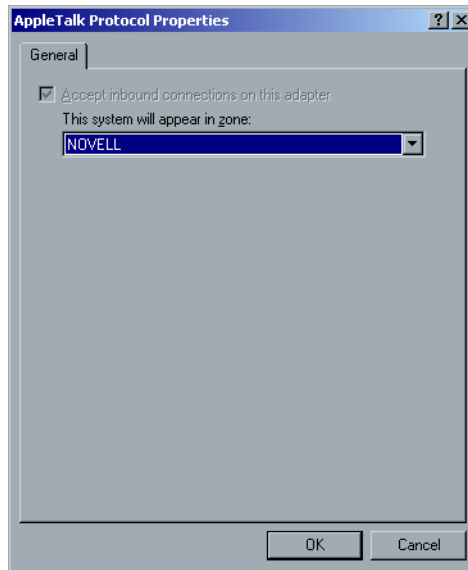 AppleTalk Protocol Properties
General
Accept inbound connections on this adapter
This system will appear in zone:
NOVELL
OK Cancel